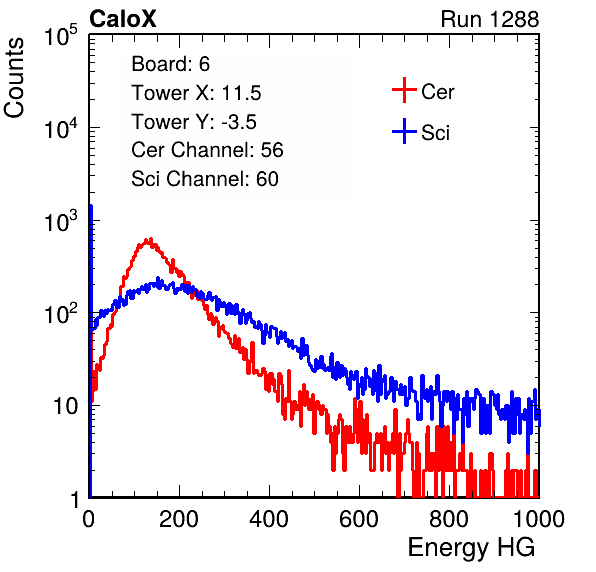 CaloX Run 1288
Counts
Board: 6
Tower X: 11.5
Tower Y: -3.5
Cer Channel: 56
Sci Channel: 60
Cer
Sci
10^5
10^4
10^3
10^2
10
1
0 200 400 600 800 1000
Energy HG